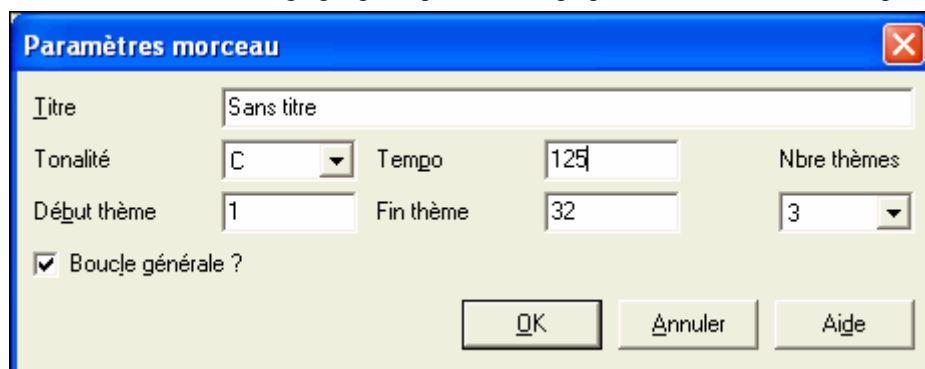 Paramètres morceau
Titre Sans titre
Tonalité C Tempo 125 Nbre thèmes
Début thème 1 Fin thème 32 3
Boucle générale ?
OK Annuler Aide